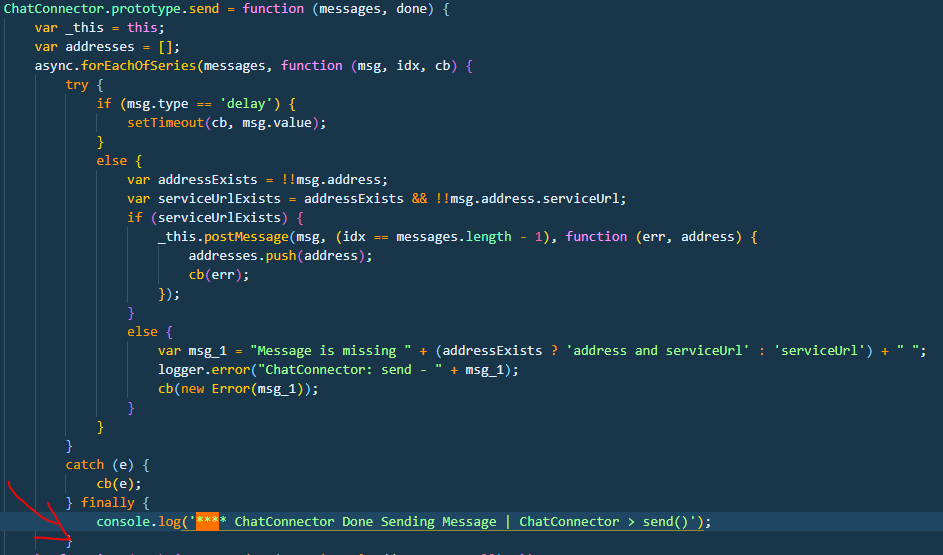 ChatConnector.prototype.send = function (messages, done) {
var _this = this;
var addresses = [];
async.forEachOfSeries(messages, function (msg, idx, cb) {
try {
if (msg.type == 'delay') {
setTimeout(cb, msg.value);
}
else {
var addressExists = !!msg.address;
var serviceUrlExists = addressExists && !!msg.address.serviceUrl;
if (serviceUrlExists) {
_this.postMessage(msg, (idx == messages.length - 1), function (err, address) {
addresses.push(address);
cb(err);
});
}
else {
var msg_1 = "Message is missing " + (addressExists ? 'address and serviceUrl' : 'serviceUrl') + " ";
logger.error("ChatConnector: send - " + msg_1);
cb(new Error(msg_1));
}
}
}
catch (e) {
cb(e);
} finally {
console.log('**** ChatConnector Done Sending Message | ChatConnector > send()');
}